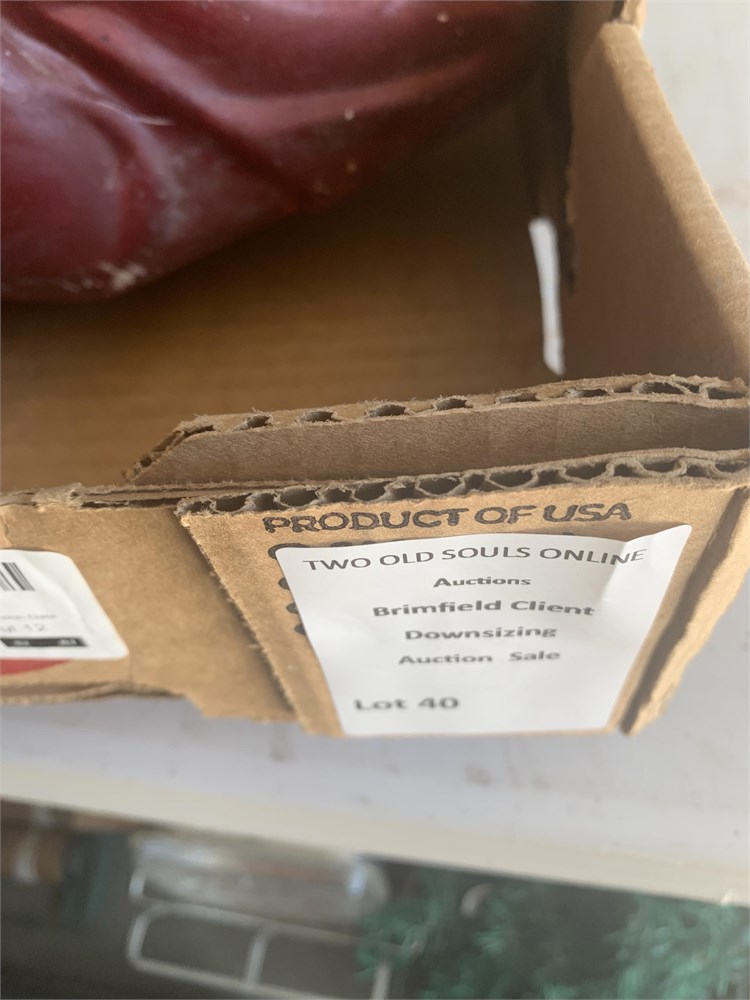 PRODUCT OF USA
TWO OLD SOULS ONLINE
Auctions
Brimfield Client
Downsizing
Auction Sale
Lot 40